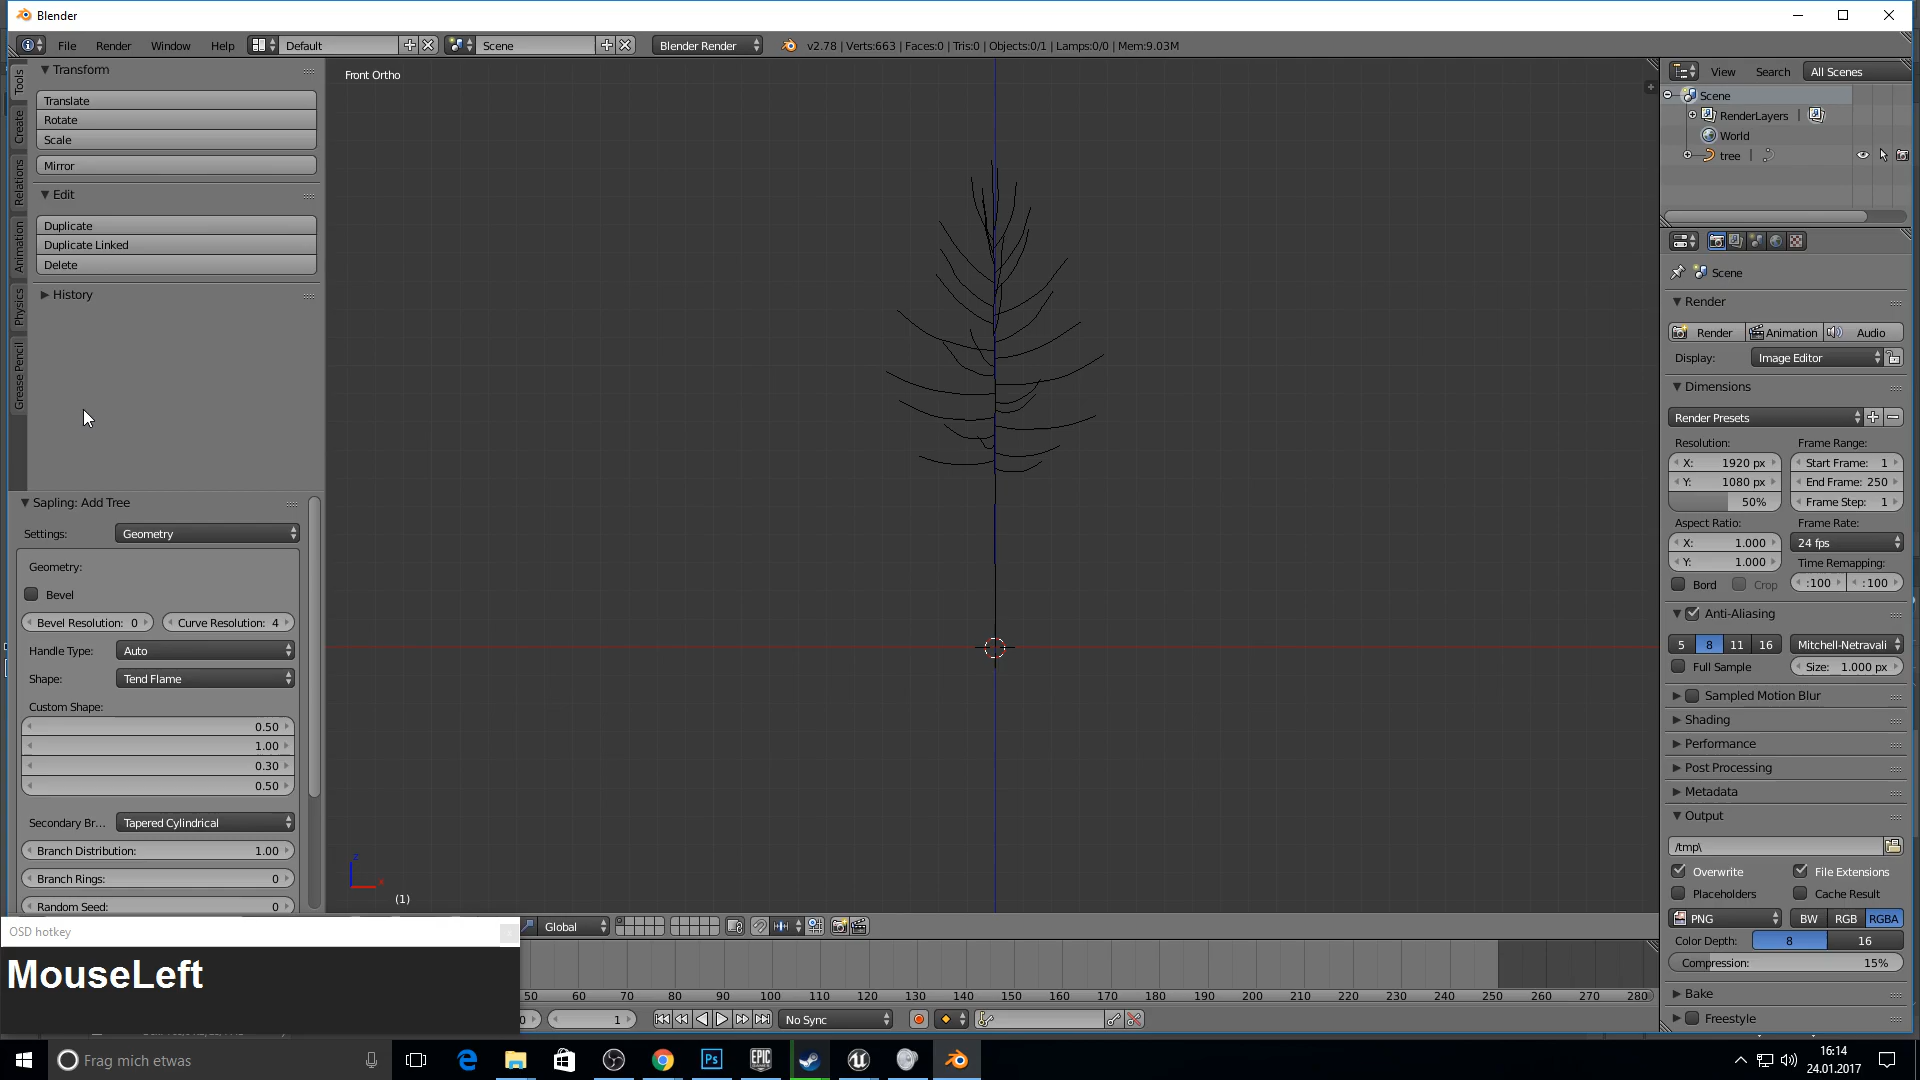 Blender
File Render Window Help Default Scene Blender Render v2.78 | Verts:663 | Faces:0 | Tris:0 | Objects:0/1 | Lamps:0/0 | Mem:9.03M
Tools
Create
Relations
Animation
Physics
Grease Pencil
Transform
Translate
Rotate
Scale
Mirror
Edit
Duplicate
Duplicate Linked
Delete
History
Sapling: Add Tree
Settings: Geometry
Geometry:
Bevel
Bevel Resolution: 0 Curve Resolution: 4
Handle Type: Auto
Shape: Tend Flame
Custom Shape:
0.50
1.00
0.30
0.50
Secondary Br... Tapered Cylindrical
Branch Distribution: 1.00
Branch Rings: 0
Random Seed: 0
Front Ortho
z
x
(1)
Global
OSD hotkey
x
MouseLeft
50 60 70 80 90 100 110 120 130 140 150 160 170 180 190 200 210 220 230 240 250 260 270 280
0 1 No Sync
View Search All Scenes
Scene
RenderLayers |
World
tree |
Scene
Render
Render Animation Audio
Display: Image Editor
Dimensions
Render Presets
Resolution: Frame Range:
X: 1920 px Start Frame: 1
Y: 1080 px End Frame: 250
50% Frame Step: 1
Aspect Ratio: Frame Rate:
X: 1.000 24 fps
Y: 1.000 Time Remapping:
Bord Crop :100 :100
Anti-Aliasing
5 8 11 16 Mitchell-Netravali
Full Sample Size: 1.000 px
Sampled Motion Blur
Shading
Performance
Post Processing
Metadata
Output
/tmp\
Overwrite File Extensions
Placeholders Cache Result
PNG BW RGB RGBA
Color Depth: 8 16
Compression: 15%
Bake
Freestyle
Frag mich etwas
Ps
EPIC GAMES
16:14
24.01.2017